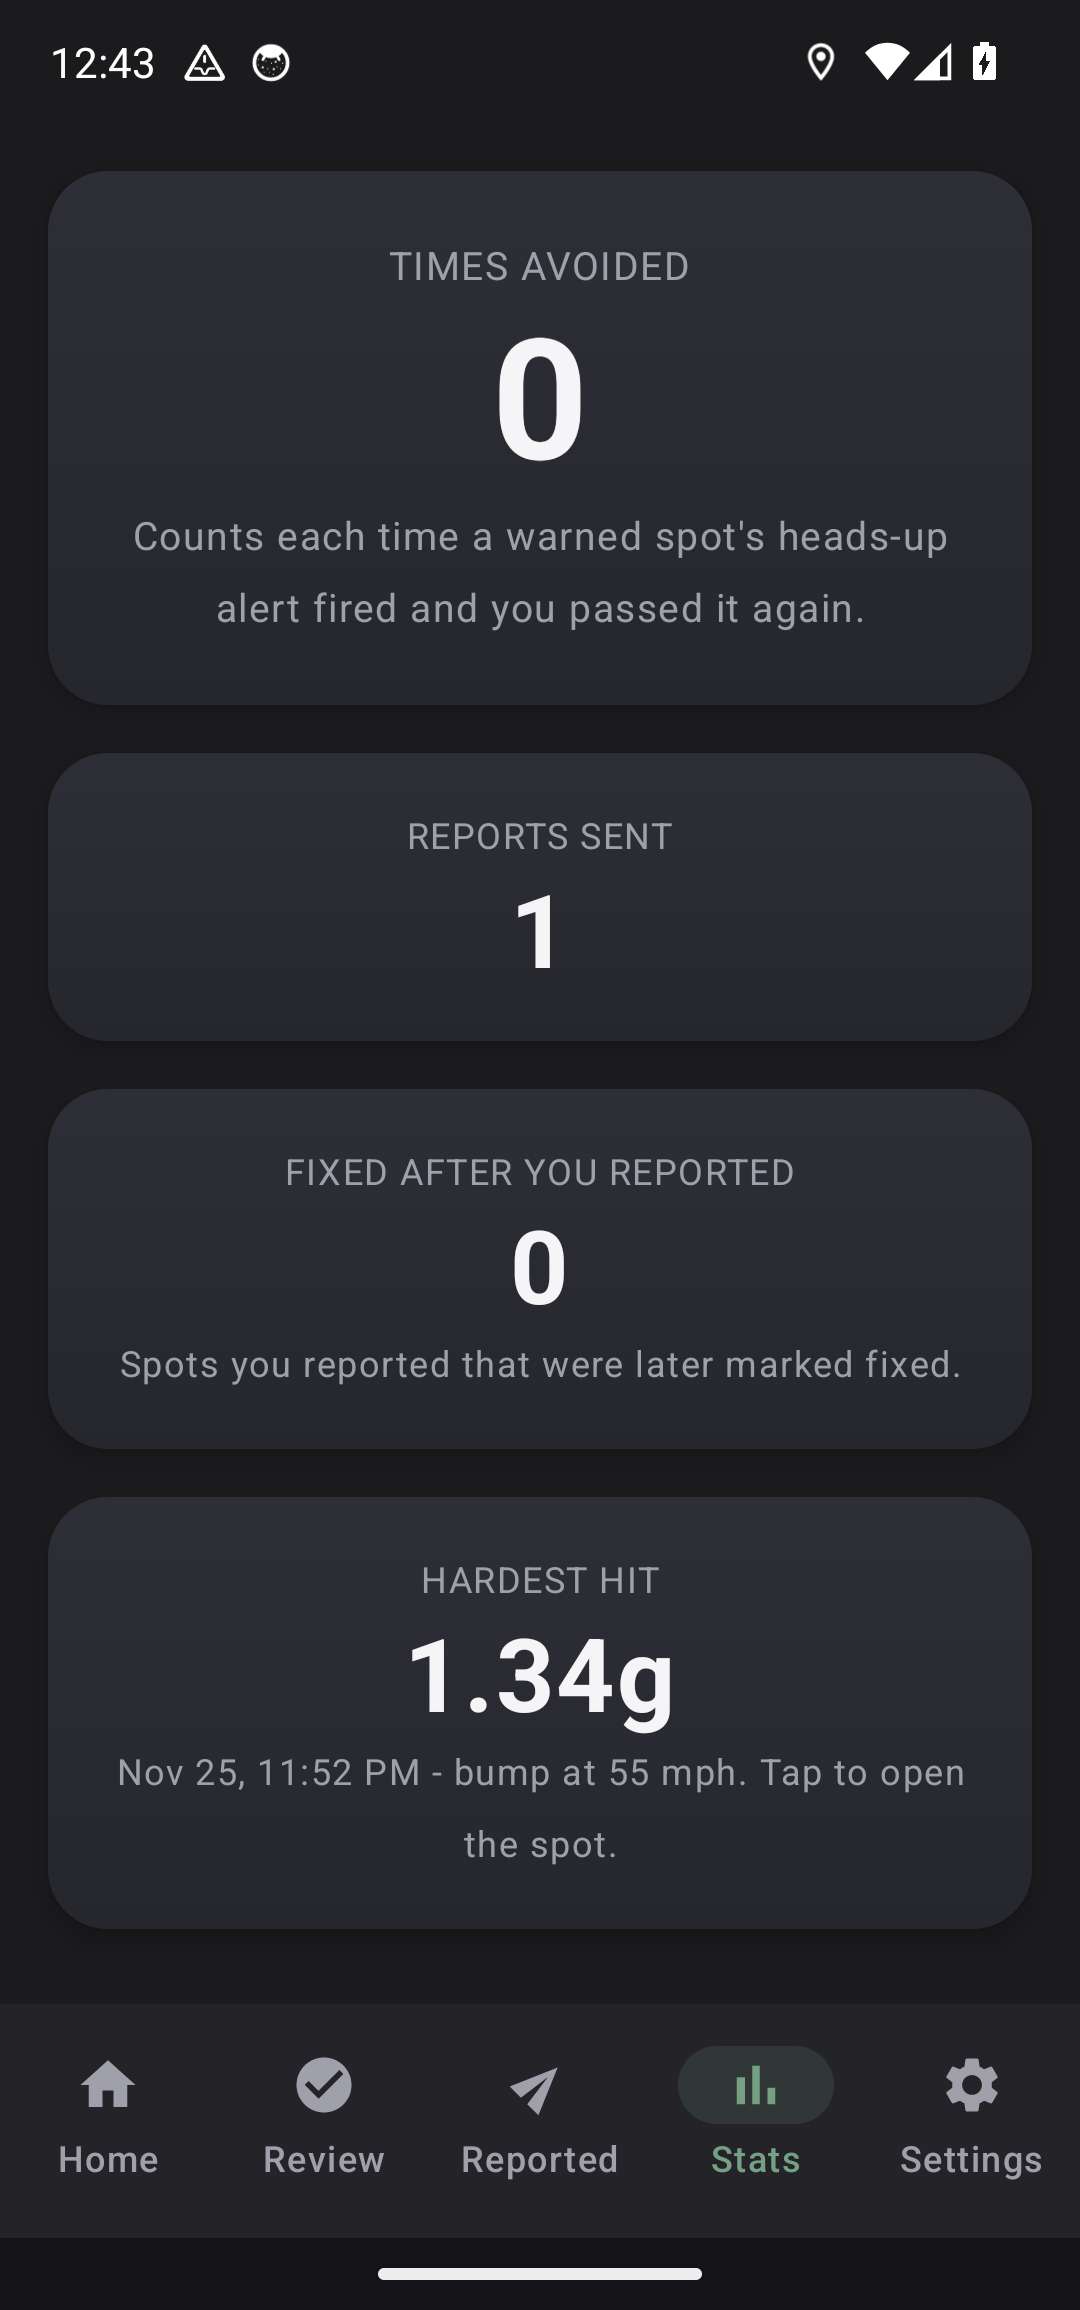 12:43
TIMES AVOIDED
0
Counts each time a warned spot's heads-up
alert fired and you passed it again.
REPORTS SENT
1
FIXED AFTER YOU REPORTED
0
Spots you reported that were later marked fixed.
HARDEST HIT
1.34g
Nov 25, 11:52 PM - bump at 55 mph. Tap to open
the spot.
Home Review Reported Stats Settings